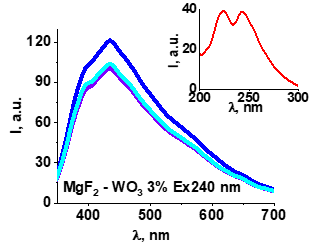 120
90
60
30
0
I, a.u.
400 500 600 700
λ, nm
MgF₂ - WO₃ 3% Ex240 nm
40
20
0
I, a.u.
200 250 300
λ, nm